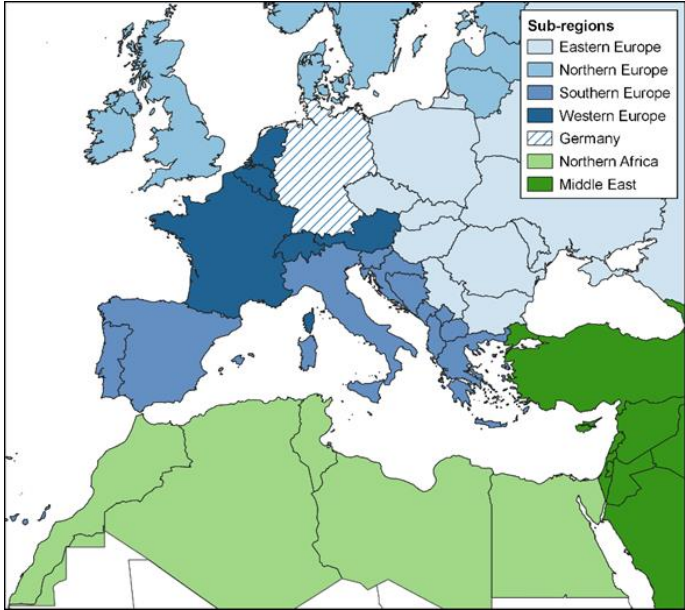 Sub-regions
Eastern Europe
Northern Europe
Southern Europe
Western Europe
Germany
Northern Africa
Middle East